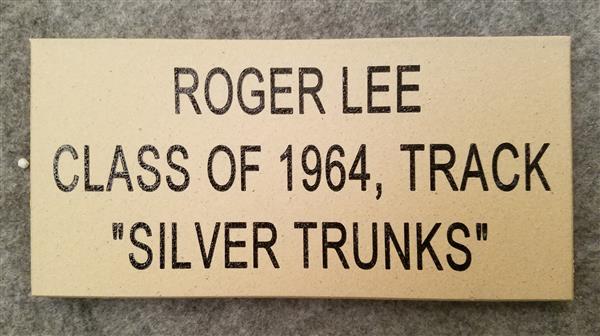 ROGER LEE
CLASS OF 1964, TRACK
"SILVER TRUNKS"